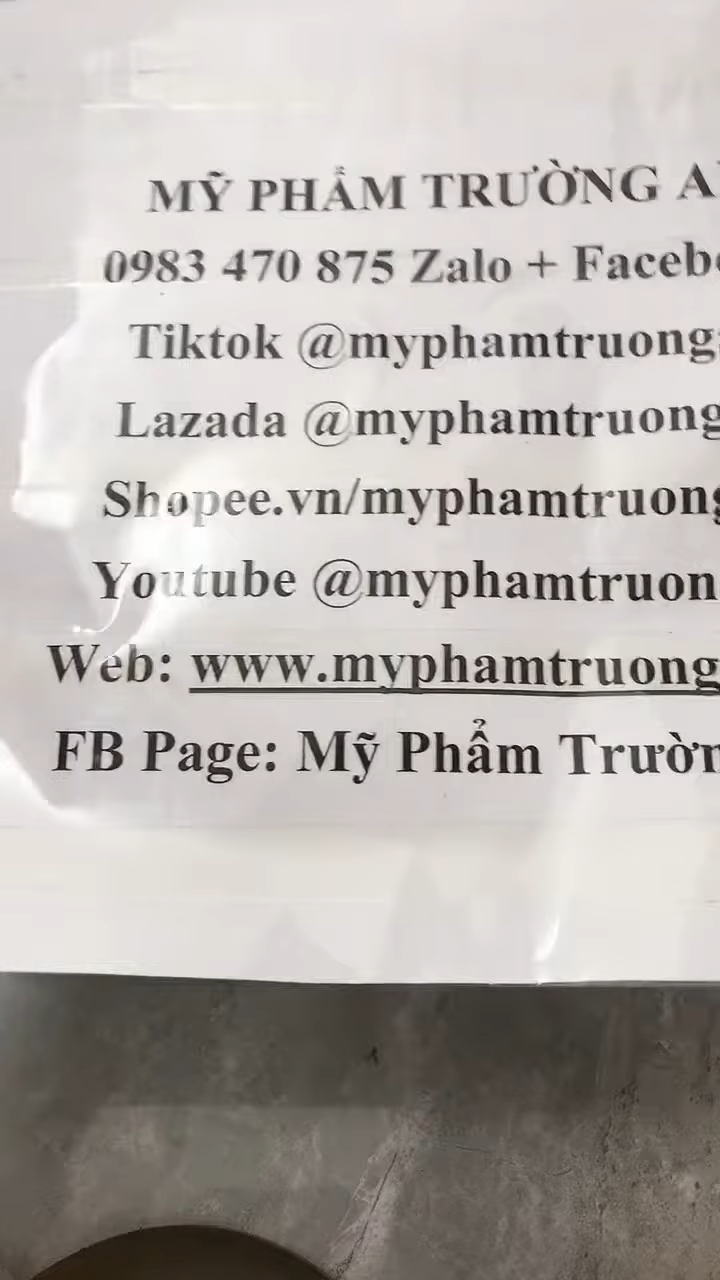 MỸ PHẨM TRƯỜNG A
0983 470 875 Zalo + Faceb
Tiktok @myphamtruong
Lazada @myphamtruong
Shopee.vn/myphamtruong
Youtube @myphamtruon
Web: www.myphamtruong
FB Page: Mỹ Phẩm Trườn